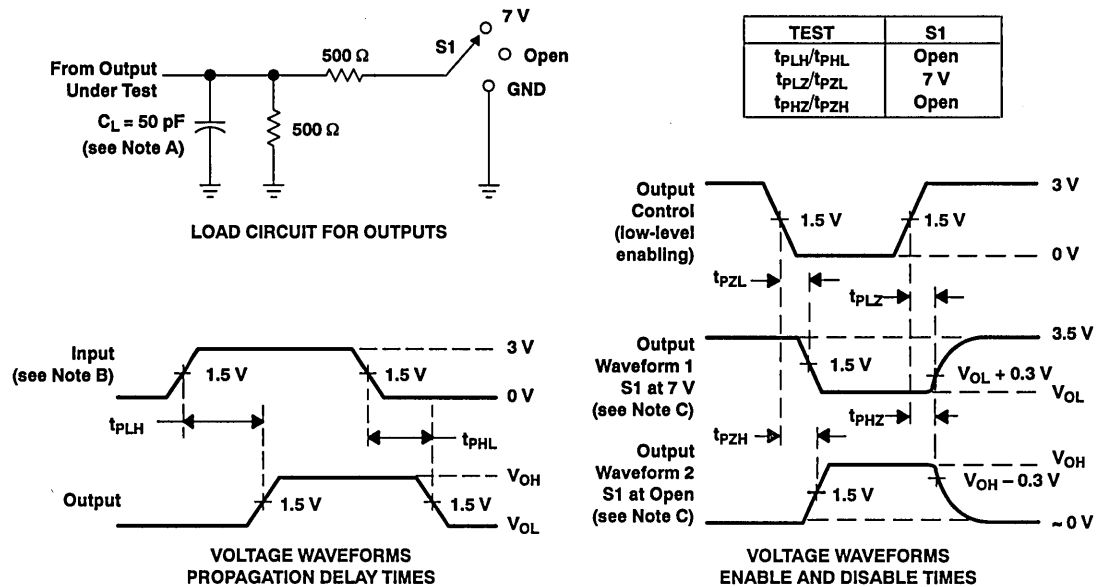 7 V
S1
Open
GND
500 Ω
From Output
Under Test
C_L = 50 pF
(see Note A)
500 Ω
LOAD CIRCUIT FOR OUTPUTS
TEST S1
t_PLH/t_PHL Open
t_PLZ/t_PZL 7 V
t_PHZ/t_PZH Open
Input
(see Note B)
1.5 V
1.5 V
3 V
0 V
t_PLH
t_PHL
Output
1.5 V
1.5 V
V_OH
V_OL
VOLTAGE WAVEFORMS
PROPAGATION DELAY TIMES
Output
Control
(low-level
enabling)
1.5 V
1.5 V
3 V
0 V
t_PZL
t_PLZ
Output
Waveform 1
S1 at 7 V
(see Note C)
1.5 V
3.5 V
V_OL + 0.3 V
V_OL
t_PHZ
t_PZH
Output
Waveform 2
S1 at Open
(see Note C)
1.5 V
V_OH
V_OH – 0.3 V
~ 0 V
VOLTAGE WAVEFORMS
ENABLE AND DISABLE TIMES